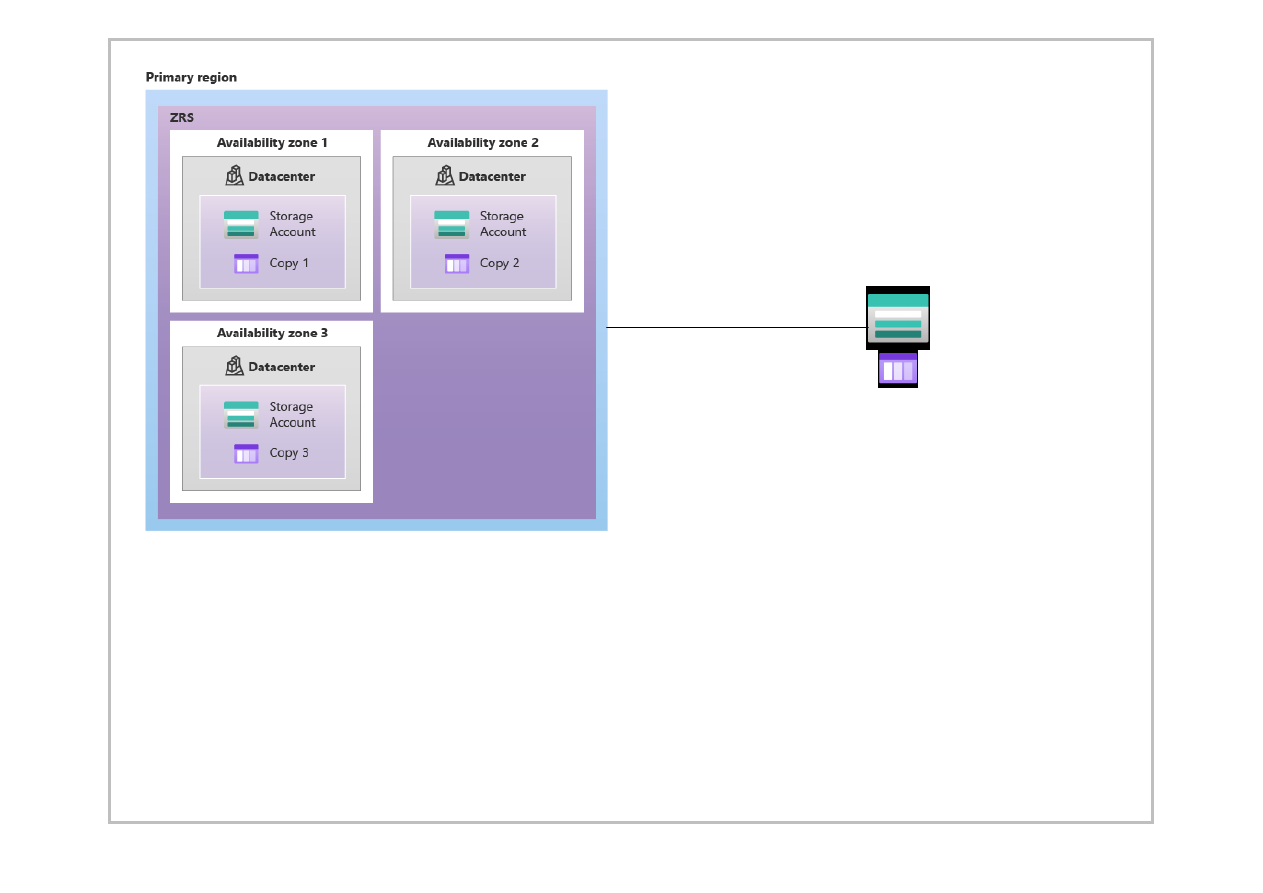 Primary region
ZRS
Availability zone 1
Datacenter
Storage
Account
Copy 1
Availability zone 2
Datacenter
Storage
Account
Copy 2
Availability zone 3
Datacenter
Storage
Account
Copy 3